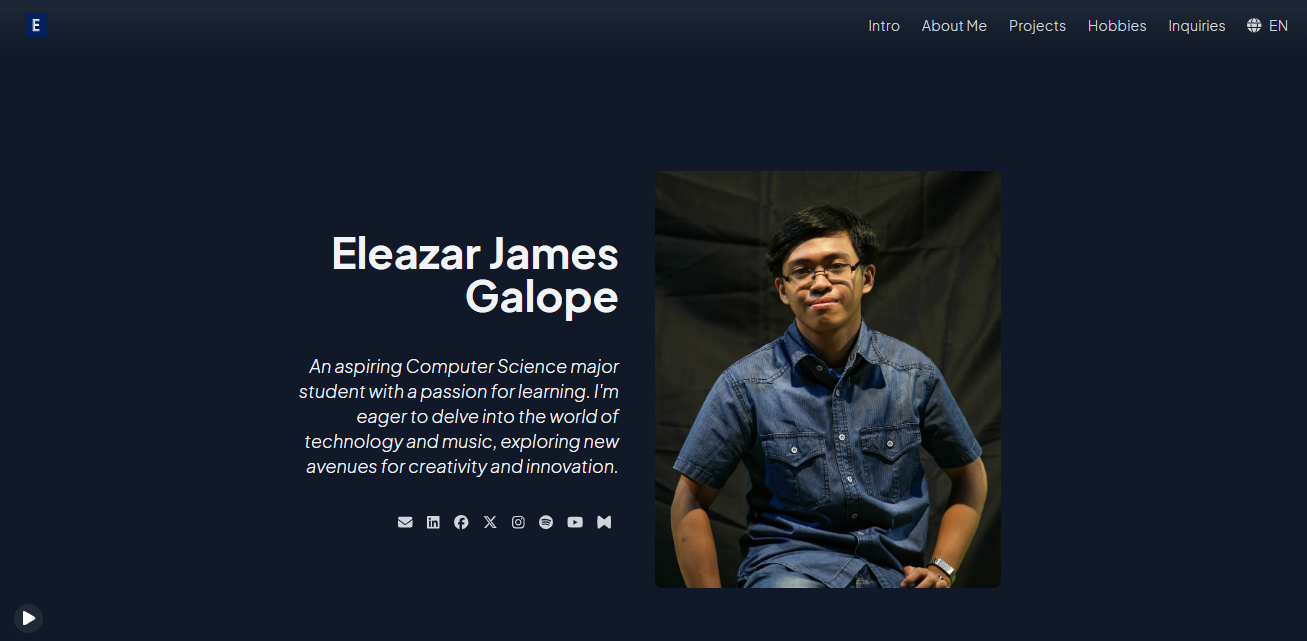 E
Intro About Me Projects Hobbies Inquiries EN
Eleazar James
Galope
An aspiring Computer Science major
student with a passion for learning. I'm
eager to delve into the world of
technology and music, exploring new
avenues for creativity and innovation.